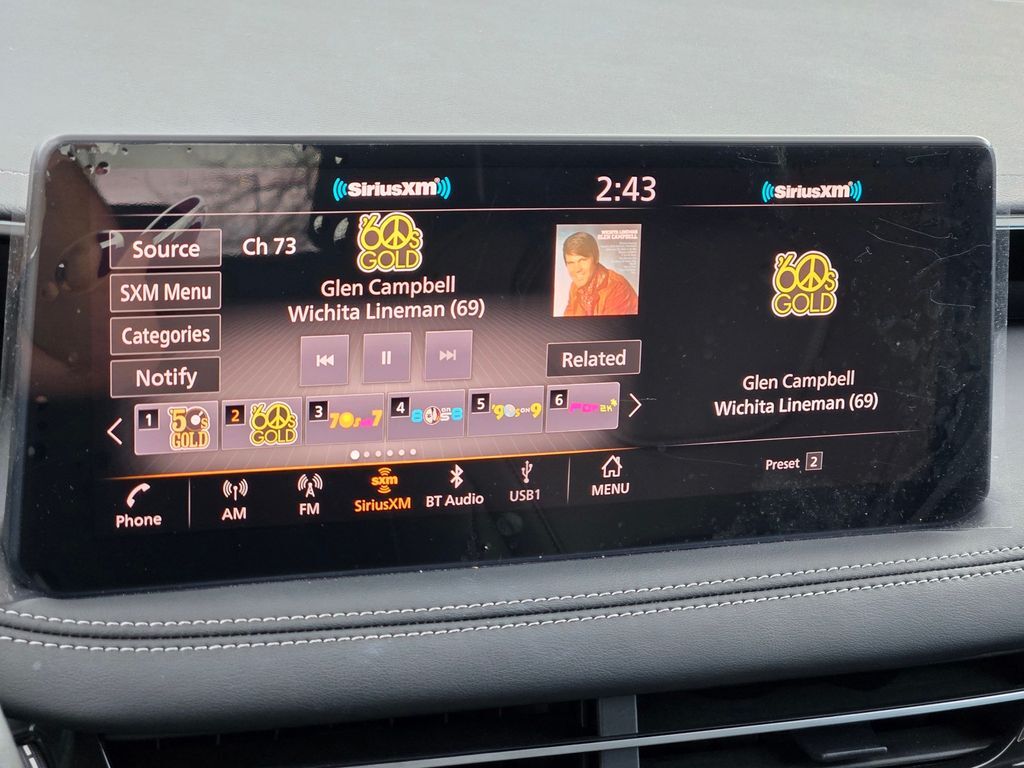 SiriusXM
2:43
SiriusXM
Source
Ch 73
'60s
GOLD
WICHITA LINEMAN
GLEN CAMPBELL
SXM Menu
Glen Campbell
Wichita Lineman (69)
'60s
GOLD
Categories
Notify
Related
Glen Campbell
Wichita Lineman (69)
1 '50s GOLD
2 '60s GOLD
3 70s on 7
4 80s on 8
5 '90s on 9
6 POP2K
Preset 2
Phone
AM
FM
sxm
SiriusXM
BT Audio
USB1
MENU